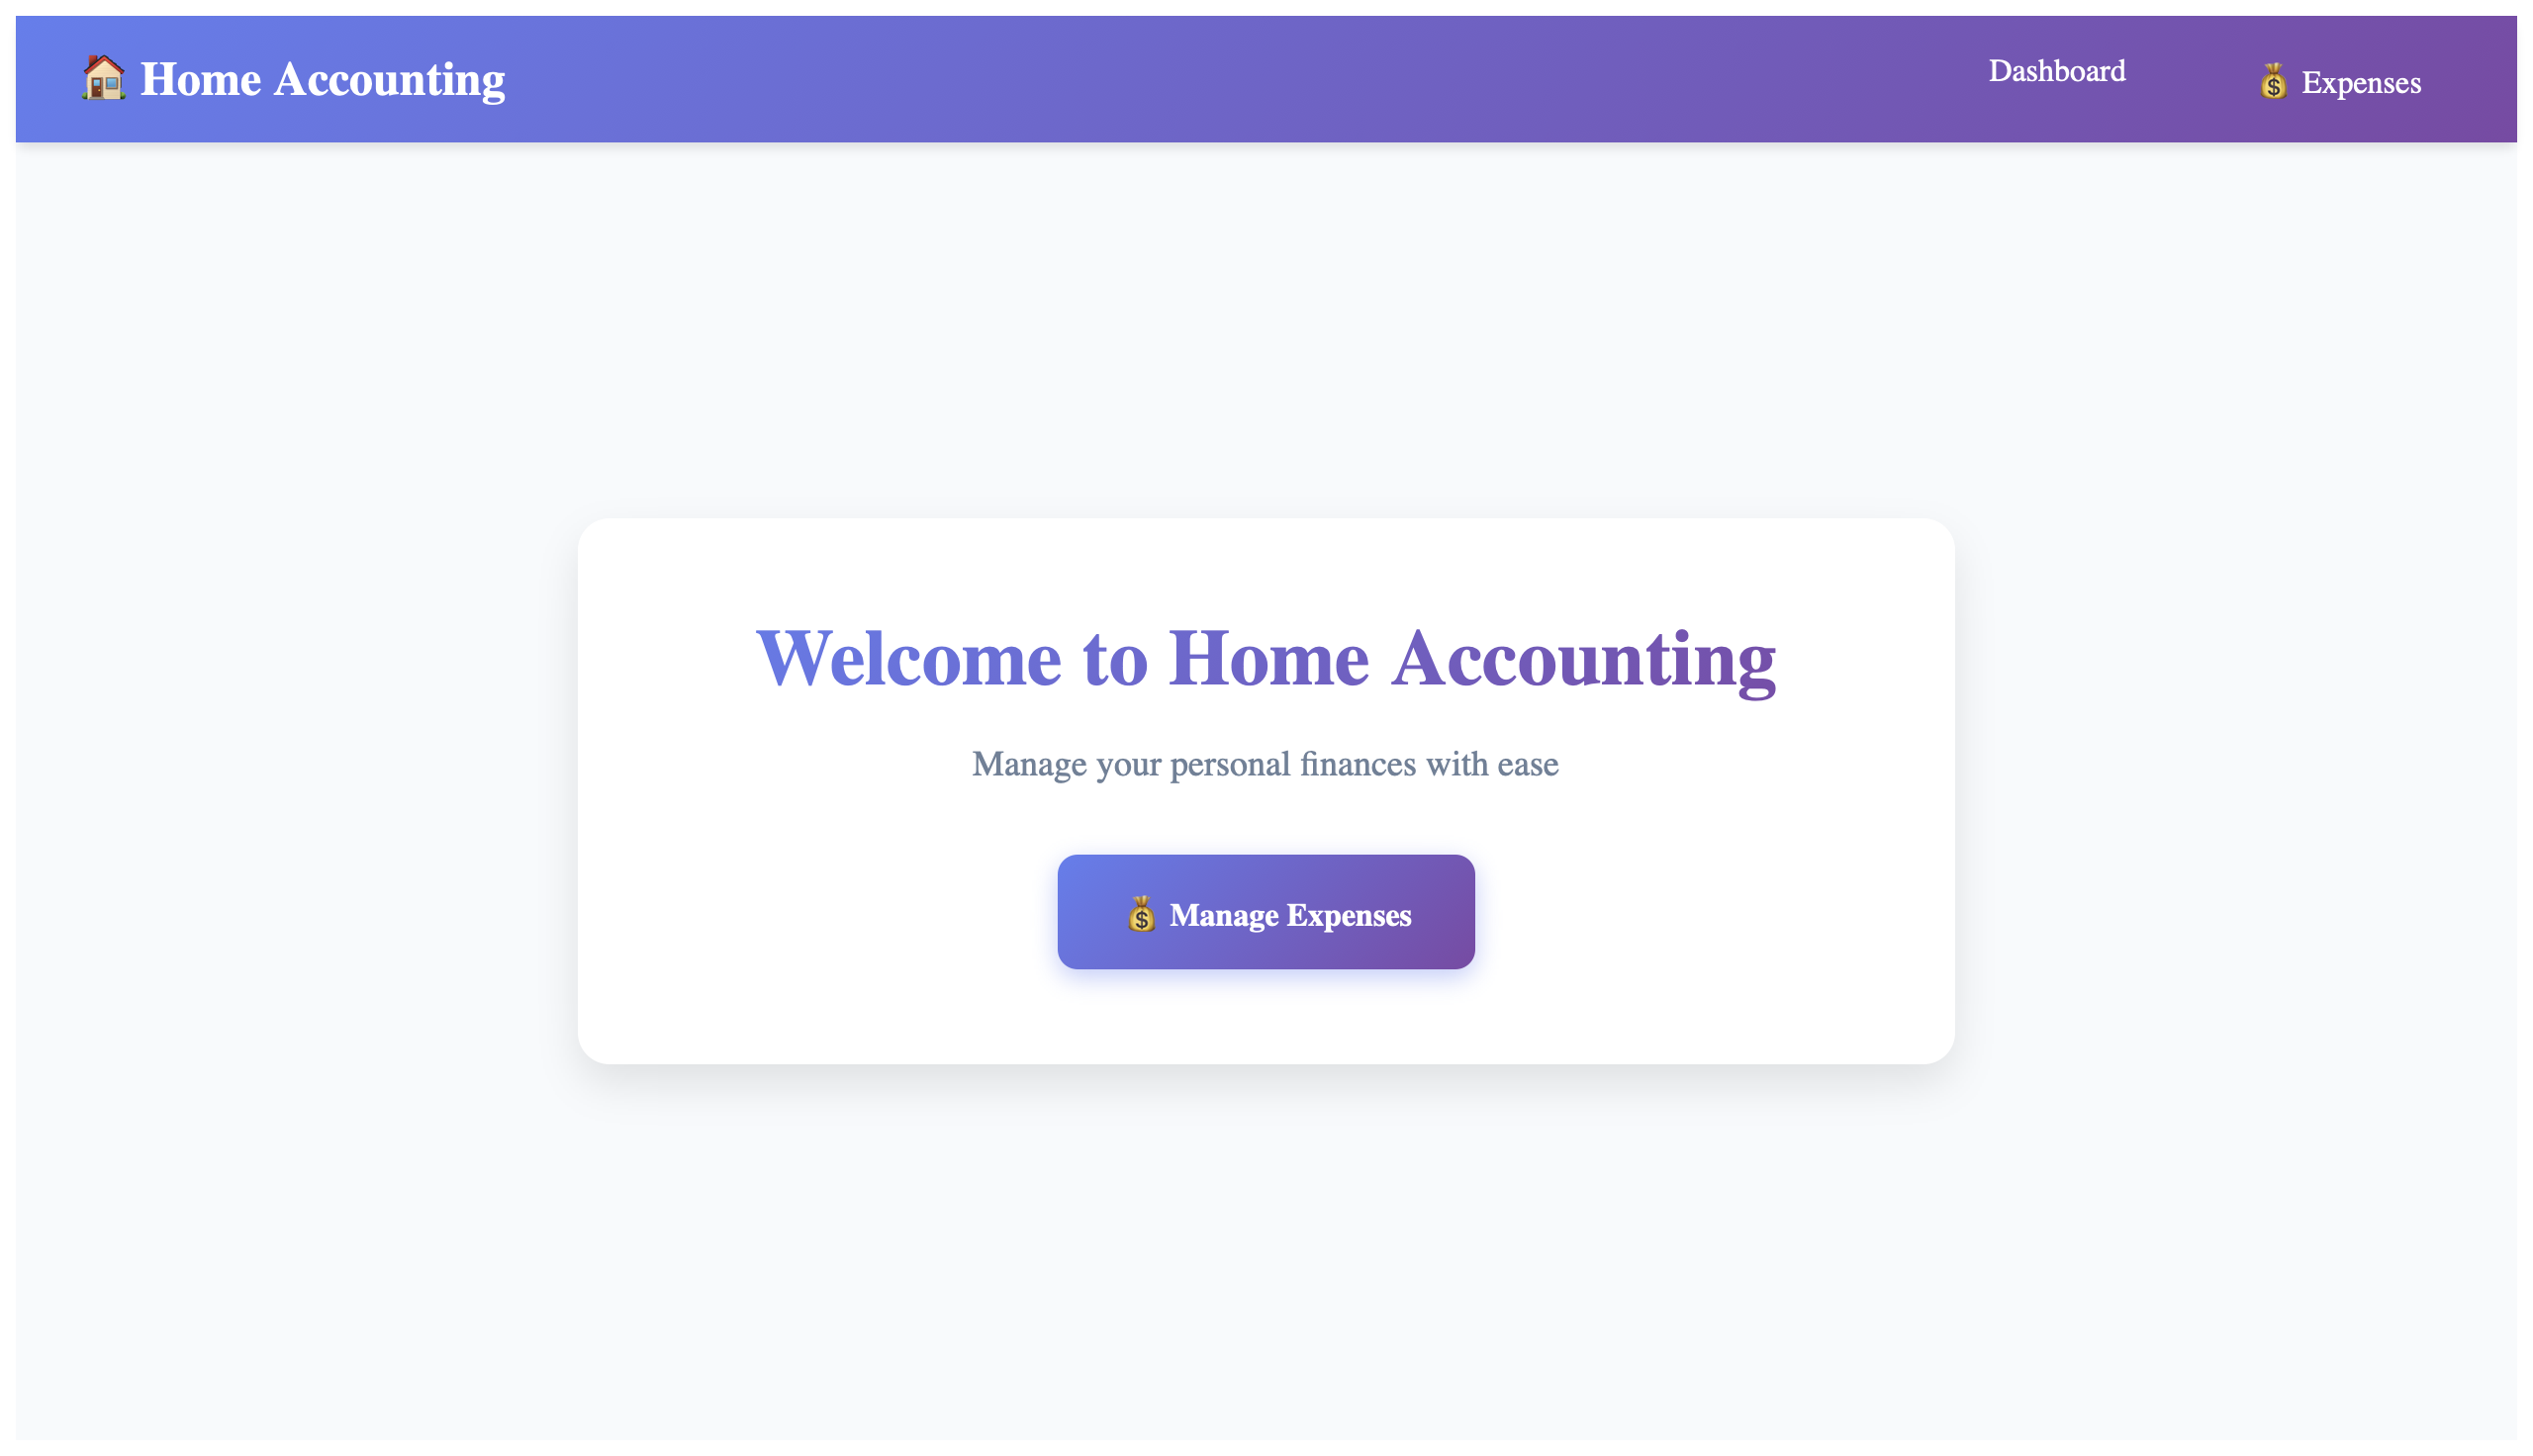 🏠 Home Accounting
Dashboard
💰 Expenses
Welcome to Home Accounting
Manage your personal finances with ease
💰 Manage Expenses